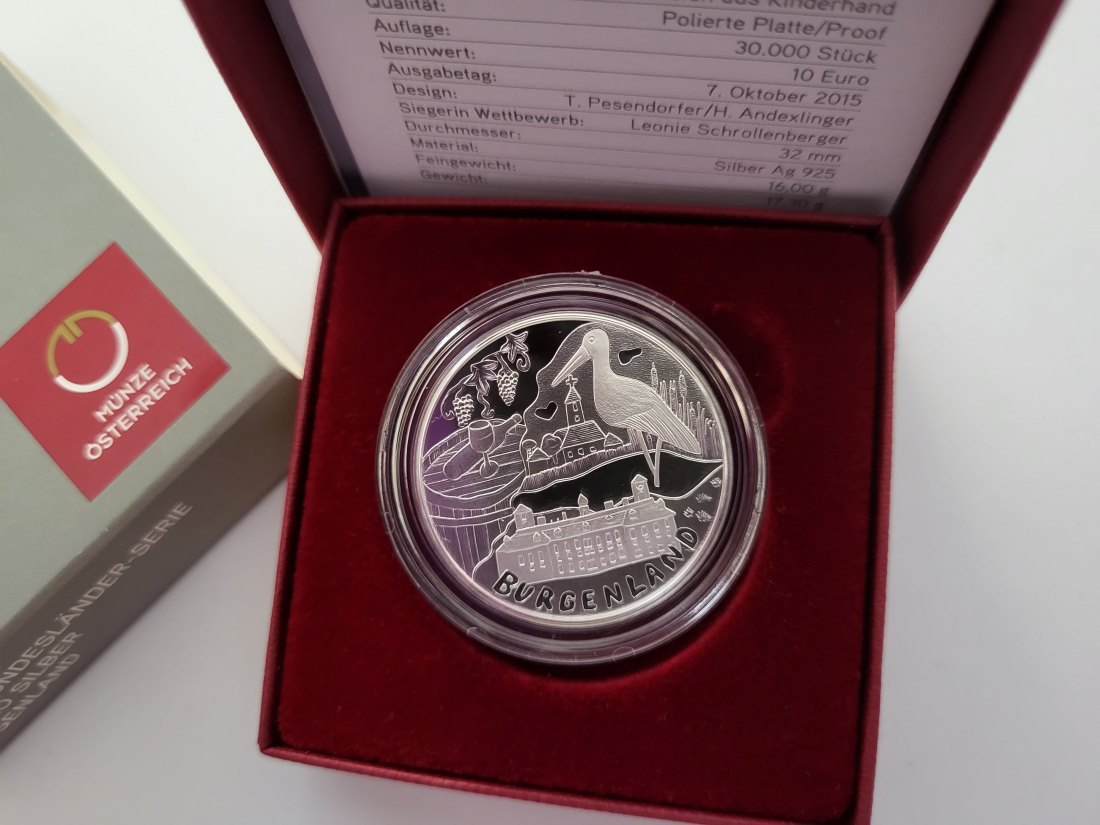 Qualität: aus Kinderhand
Auflage: Polierte Platte/Proof
Nennwert: 30.000 Stück
Ausgabetag: 10 Euro
Design: 7. Oktober 2015
Siegerin Wettbewerb: T. Pesendorfer/H. Andexlinger
Durchmesser: Leonie Schrollenberger
Material: 32 mm
Feingewicht: Silber Ag 925
Gewicht: 16,00 g
17,30 g
BURGENLAND
MÜNZE
ÖSTERREICH
NDESLÄNDER-SERIE
O SILBER
GENLAND